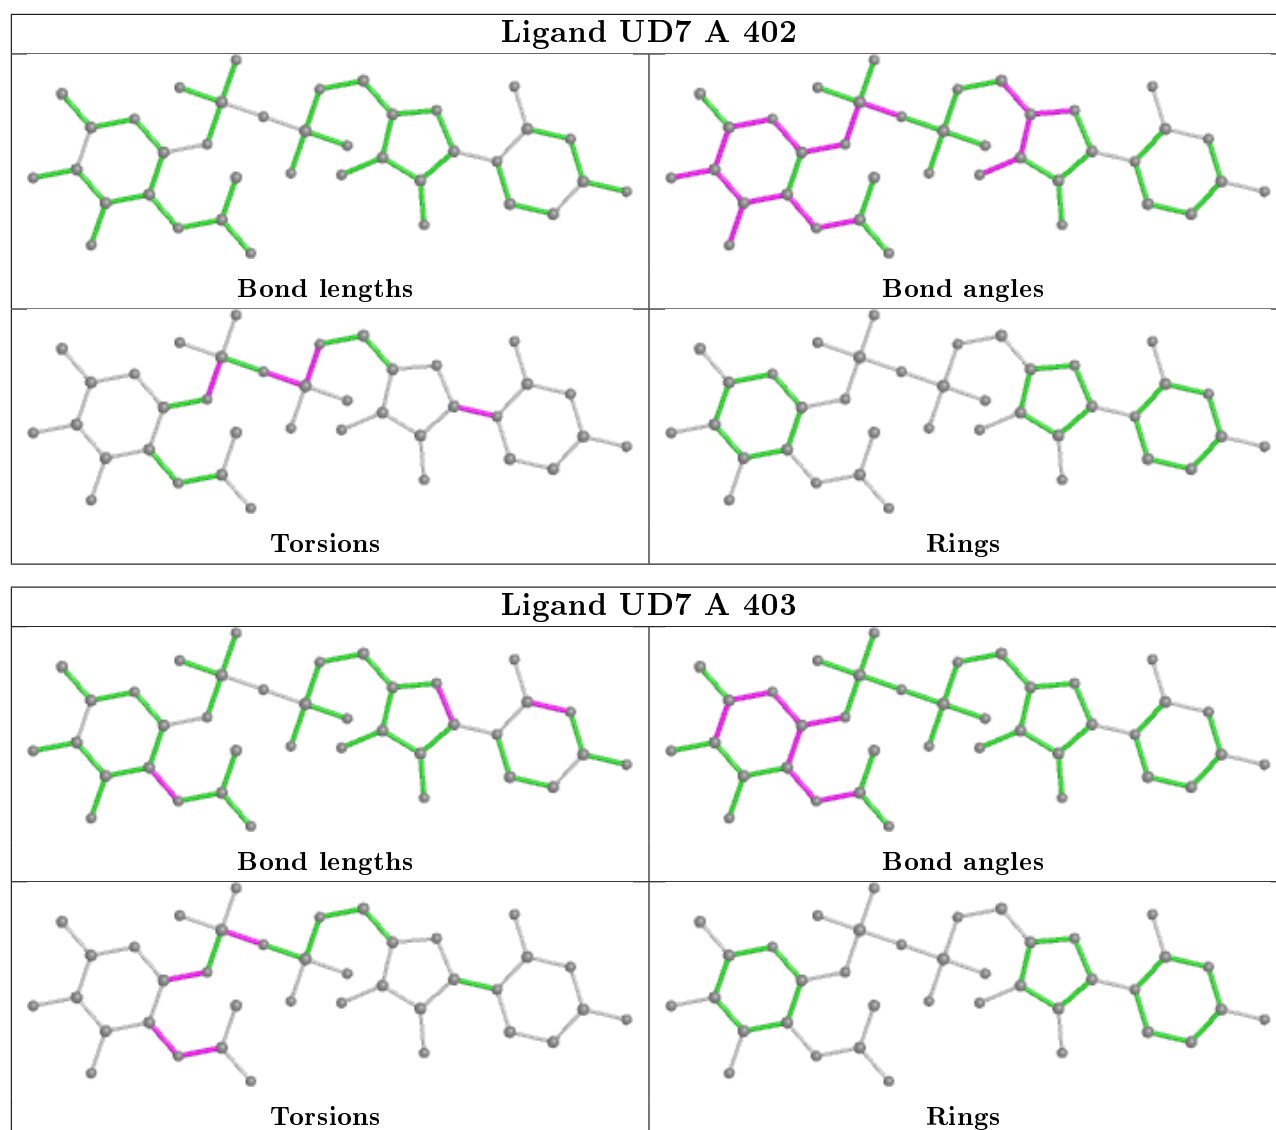 Ligand UD7 A 402
Bond lengths
Bond angles
Torsions
Rings
Ligand UD7 A 403
Bond lengths
Bond angles
Torsions
Rings